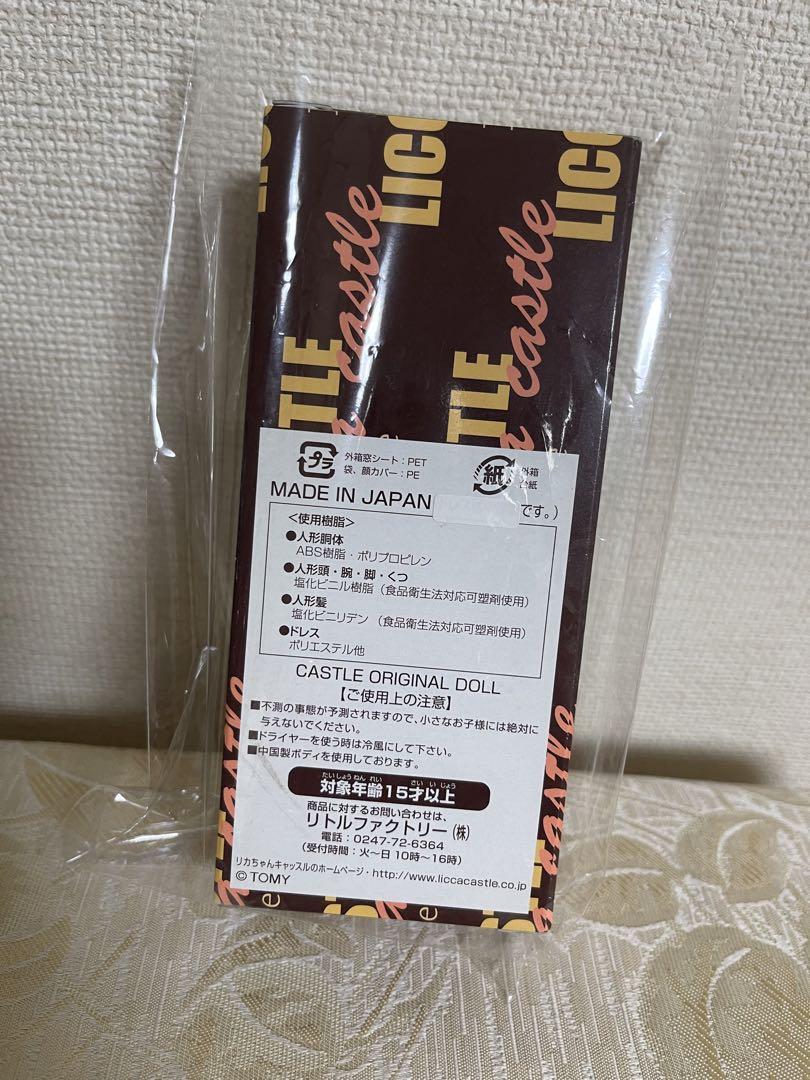 LICC
LICC
castle
castle
TLE
TLE
プラ
外箱窓シート：PET
袋、顔カバー：PE
紙
外箱
台紙
MADE IN JAPAN
です。)
＜使用樹脂＞
●人形胴体
ABS樹脂・ポリプロピレン
●人形頭・腕・脚・くつ
塩化ビニル樹脂（食品衛生法対応可塑剤使用）
●人形髪
塩化ビニリデン（食品衛生法対応可塑剤使用）
●ドレス
ポリエステル他
CASTLE ORIGINAL DOLL
【ご使用上の注意】
■不測の事態が予測されますので、小さなお子様には絶対に
与えないでください。
■ドライヤーを使う時は冷風にして下さい。
■中国製ボディを使用しております。
たいしょうねんれい さいいじょう
対象年齢15才以上
商品に対するお問い合わせは、
リトルファクトリー㈱
電話：0247-72-6364
(受付時間：火〜日 10時〜16時)
リカちゃんキャッスルのホームページ・http://www.liccacastle.co.jp
© TOMY
castle
castle